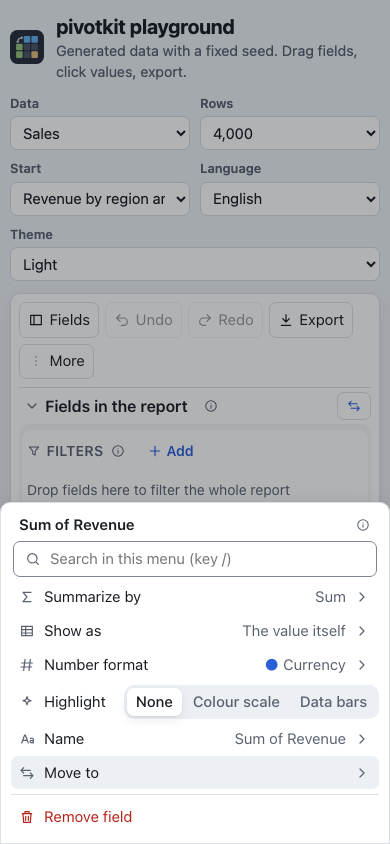 pivotkit playground
Generated data with a fixed seed. Drag fields,
click values, export.
Data
Rows
Sales
4,000
Start
Language
Revenue by region ar
English
Theme
Light
Fields
Undo
Redo
Export
More
Fields in the report
FILTERS
Add
Drop fields here to filter the whole report
Sum of Revenue
Search in this menu (key /)
Summarize by Sum
Show as The value itself
Number format Currency
Highlight None Colour scale Data bars
Aa Name Sum of Revenue
Move to
Remove field